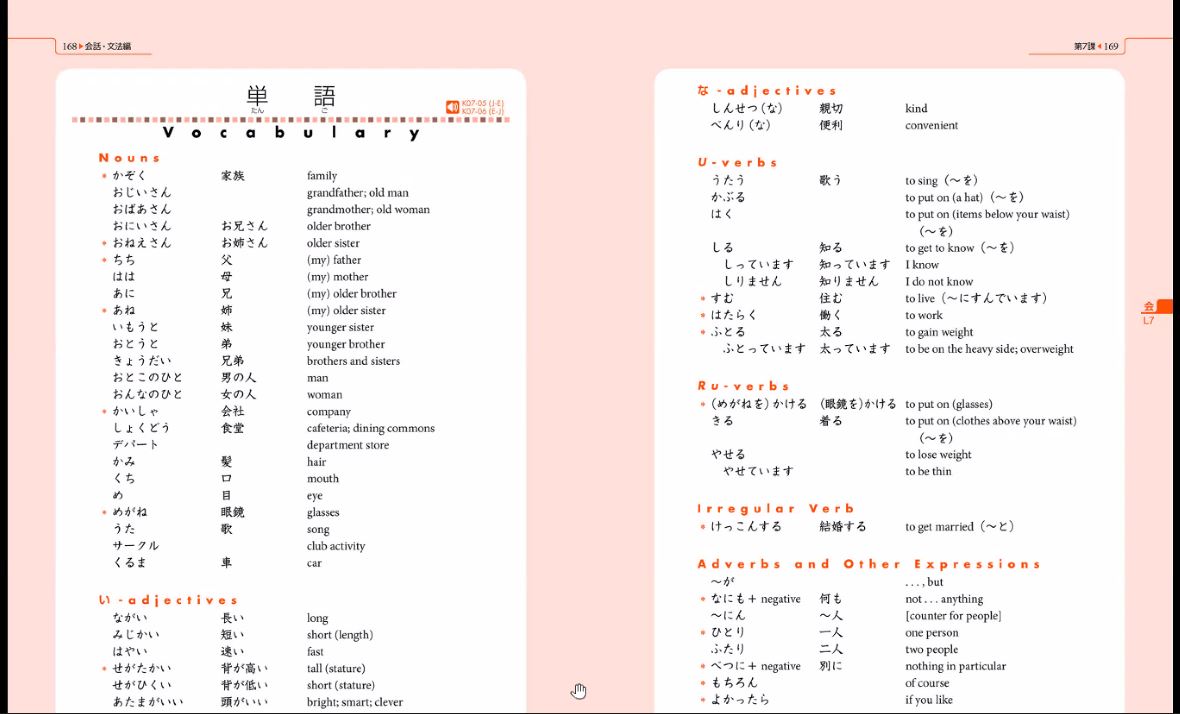 168▶会話・文法編
単語
たん ご
K07-05 (J-E)
K07-06 (E-J)
Vocabulary
Nouns
* かぞく 家族 family
おじいさん grandfather; old man
おばあさん grandmother; old woman
おにいさん お兄さん older brother
* おねえさん お姉さん older sister
* ちち 父 (my) father
はは 母 (my) mother
あに 兄 (my) older brother
* あね 姉 (my) older sister
いもうと 妹 younger sister
おとうと 弟 younger brother
きょうだい 兄弟 brothers and sisters
おとこのひと 男の人 man
おんなのひと 女の人 woman
* かいしゃ 会社 company
しょくどう 食堂 cafeteria; dining commons
デパート department store
かみ 髪 hair
くち 口 mouth
め 目 eye
* めがね 眼鏡 glasses
うた 歌 song
サークル club activity
くるま 車 car
い-adjectives
ながい 長い long
みじかい 短い short (length)
はやい 速い fast
* せがたかい 背が高い tall (stature)
せがひくい 背が低い short (stature)
あたまがいい 頭がいい bright; smart; clever
第7課◀169
な-adjectives
しんせつ(な) 親切 kind
べんり(な) 便利 convenient
U-verbs
うたう 歌う to sing (〜を)
かぶる to put on (a hat) (〜を)
はく to put on (items below your waist)
(〜を)
しる 知る to get to know (〜を)
しっています 知っています I know
しりません 知りません I do not know
* すむ 住む to live (〜にすんでいます)
* はたらく 働く to work
* ふとる 太る to gain weight
ふとっています 太っています to be on the heavy side; overweight
Ru-verbs
* (めがねを)かける (眼鏡を)かける to put on (glasses)
きる 着る to put on (clothes above your waist)
(〜を)
やせる to lose weight
やせています to be thin
Irregular Verb
* けっこんする 結婚する to get married (〜と)
Adverbs and Other Expressions
〜が ..., but
* なにも + negative 何も not ... anything
〜にん 〜人 [counter for people]
* ひとり 一人 one person
ふたり 二人 two people
* べつに + negative 別に nothing in particular
* もちろん of course
* よかったら if you like
会
L7